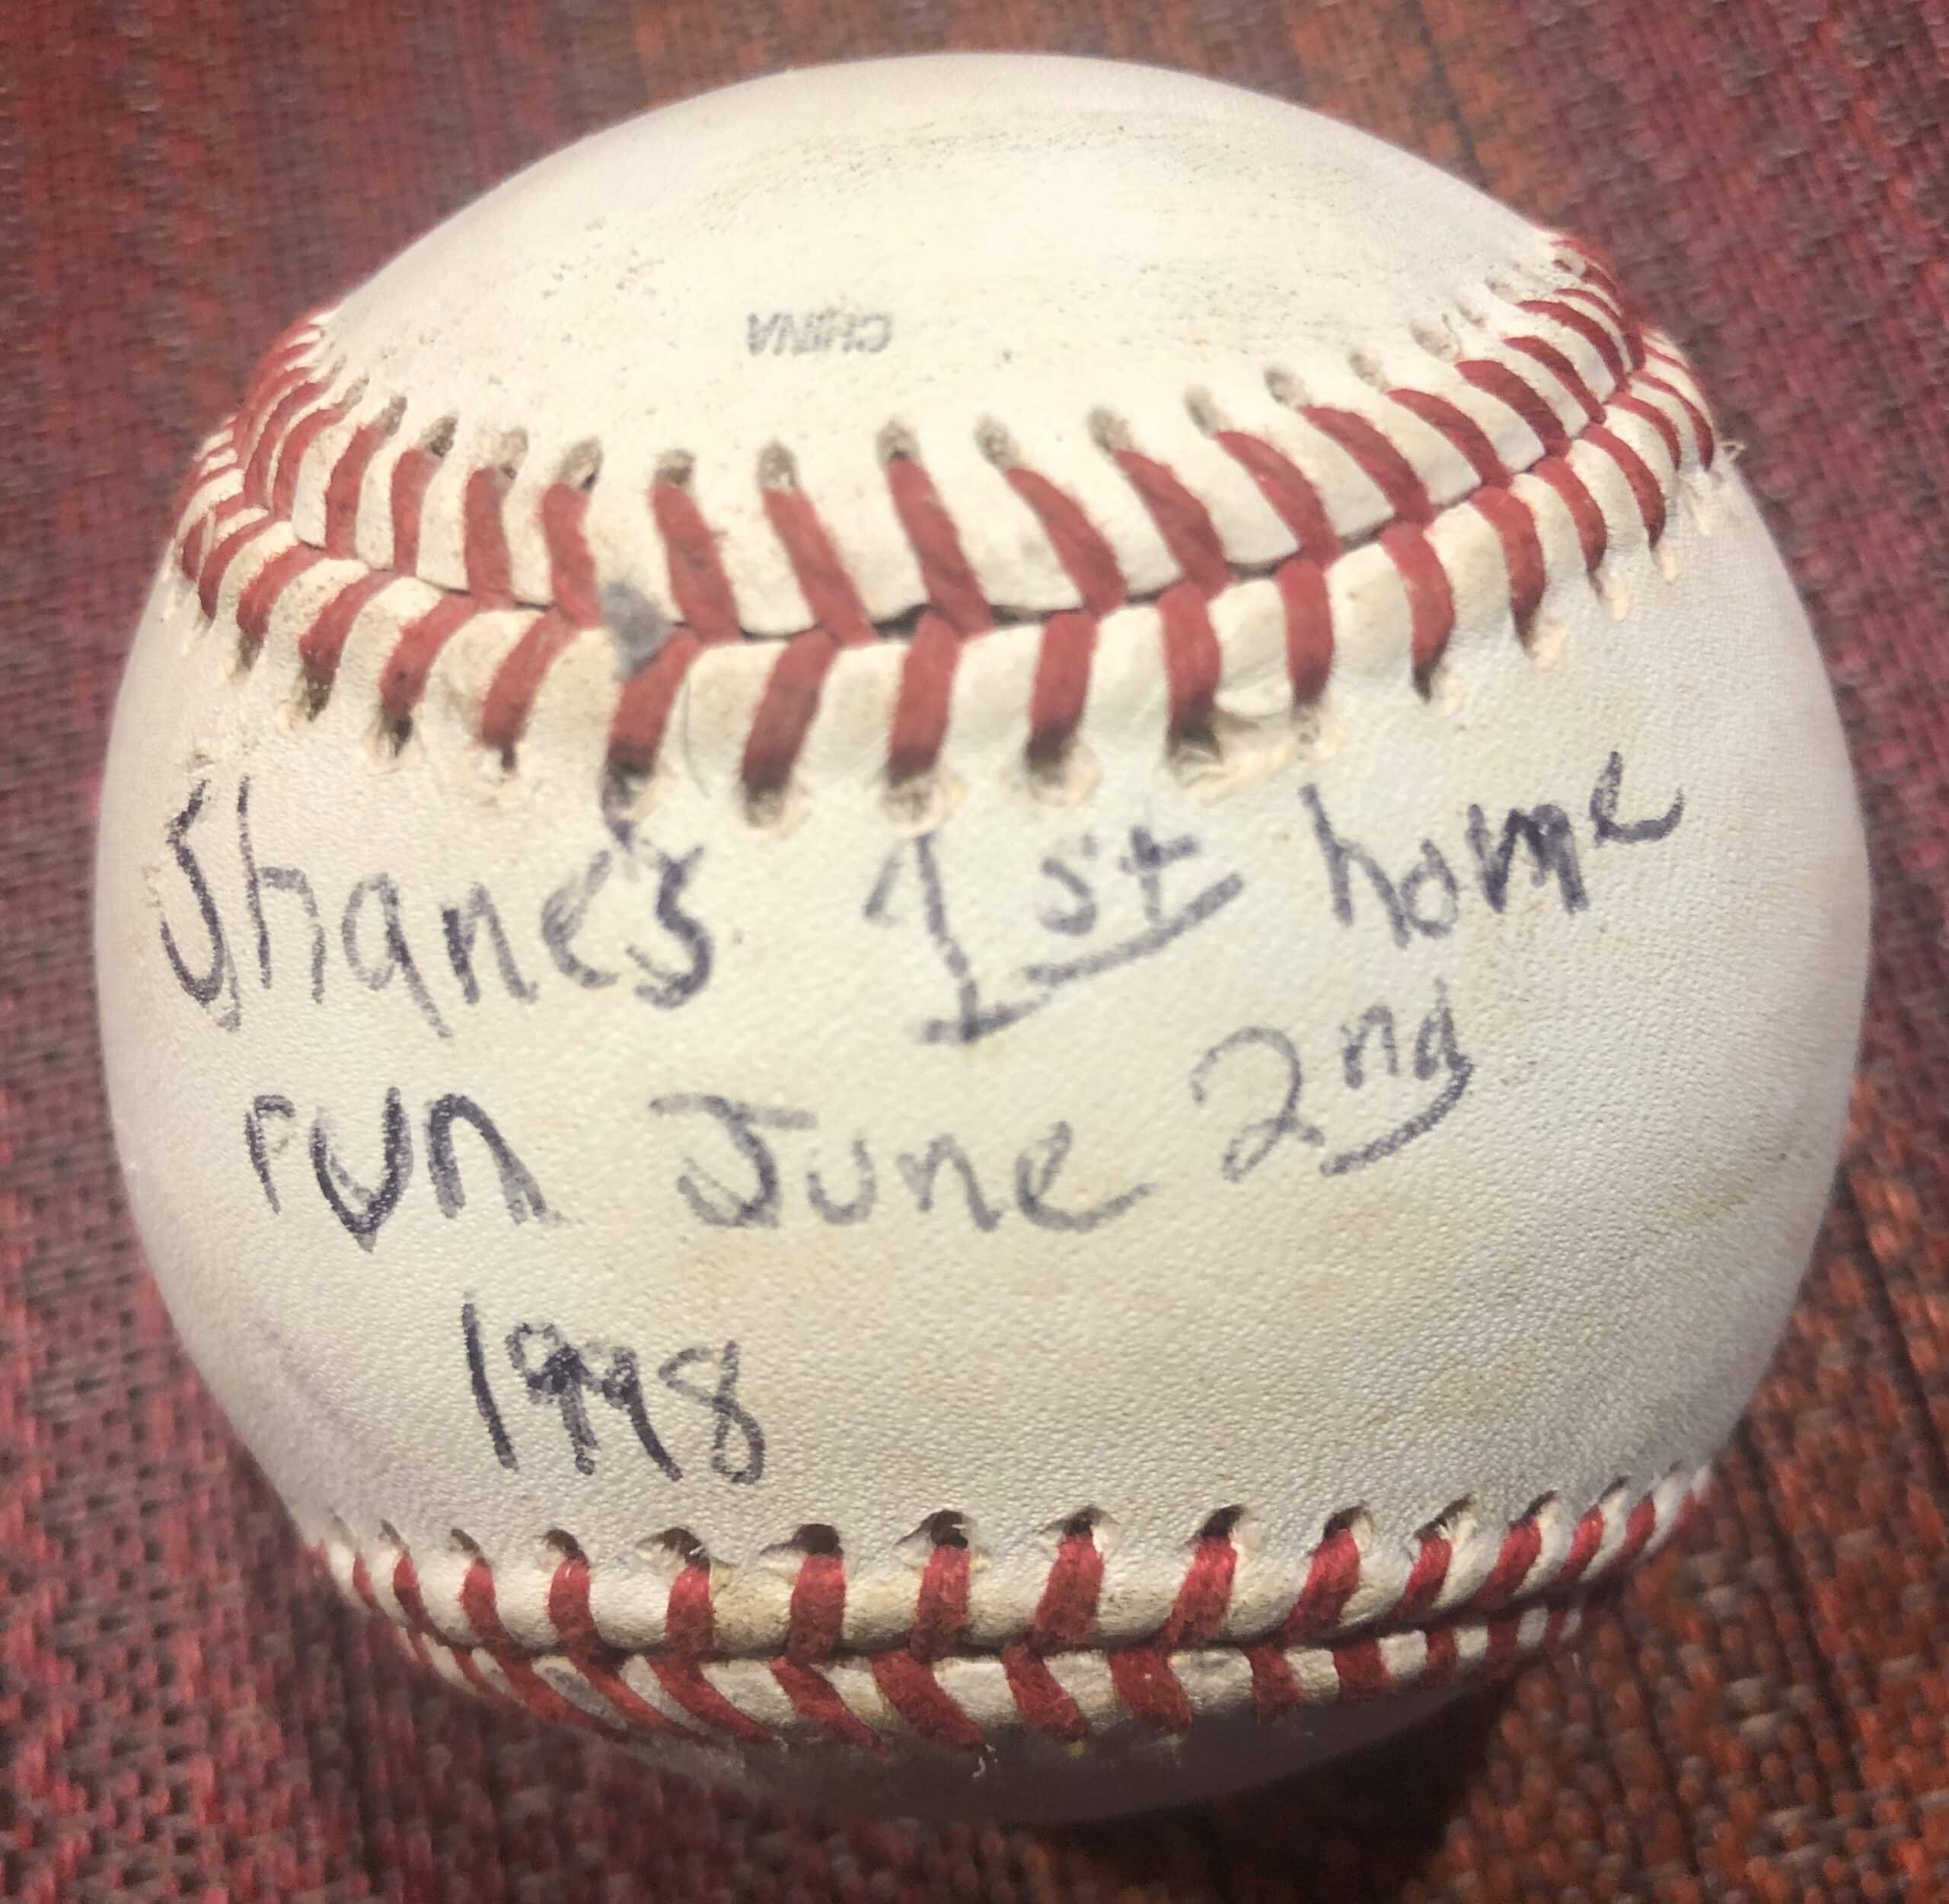 CHINA
Shane's 1st home
run June 2nd
1998